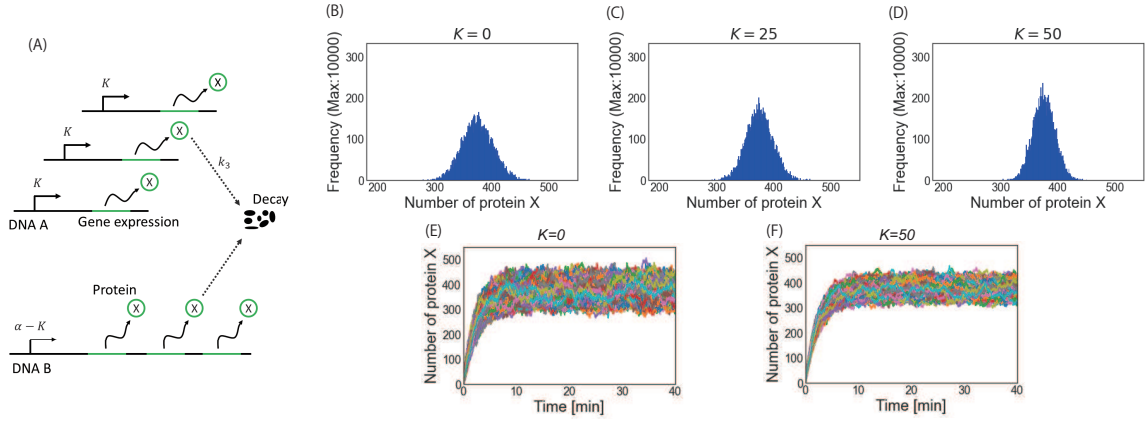 (A)
K
X
K
X
k₃
K
X
DNA A
Gene expression
Decay
Protein
X
X
X
α − K
DNA B
(B)
K = 0
Frequency (Max:10000)
300
200
100
0
200
300
400
500
Number of protein X
(C)
K = 25
Frequency (Max:10000)
300
200
100
0
200
300
400
500
Number of protein X
(D)
K = 50
Frequency (Max:10000)
300
200
100
0
200
300
400
500
Number of protein X
(E)
K=0
Number of protein X
500
400
300
200
100
0
0
10
20
30
40
Time [min]
(F)
K=50
Number of protein X
500
400
300
200
100
0
0
10
20
30
40
Time [min]